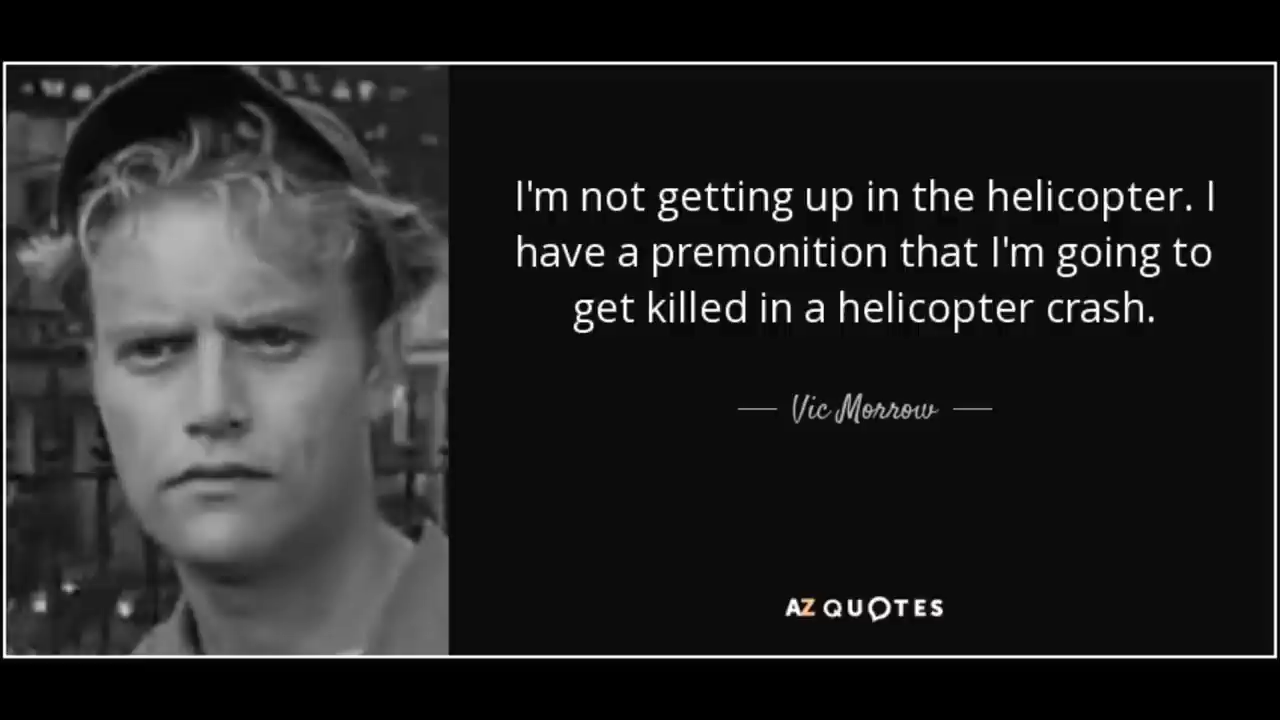 I'm not getting up in the helicopter. I
have a premonition that I'm going to
get killed in a helicopter crash.
Vic Morrow
AZ QUOTES